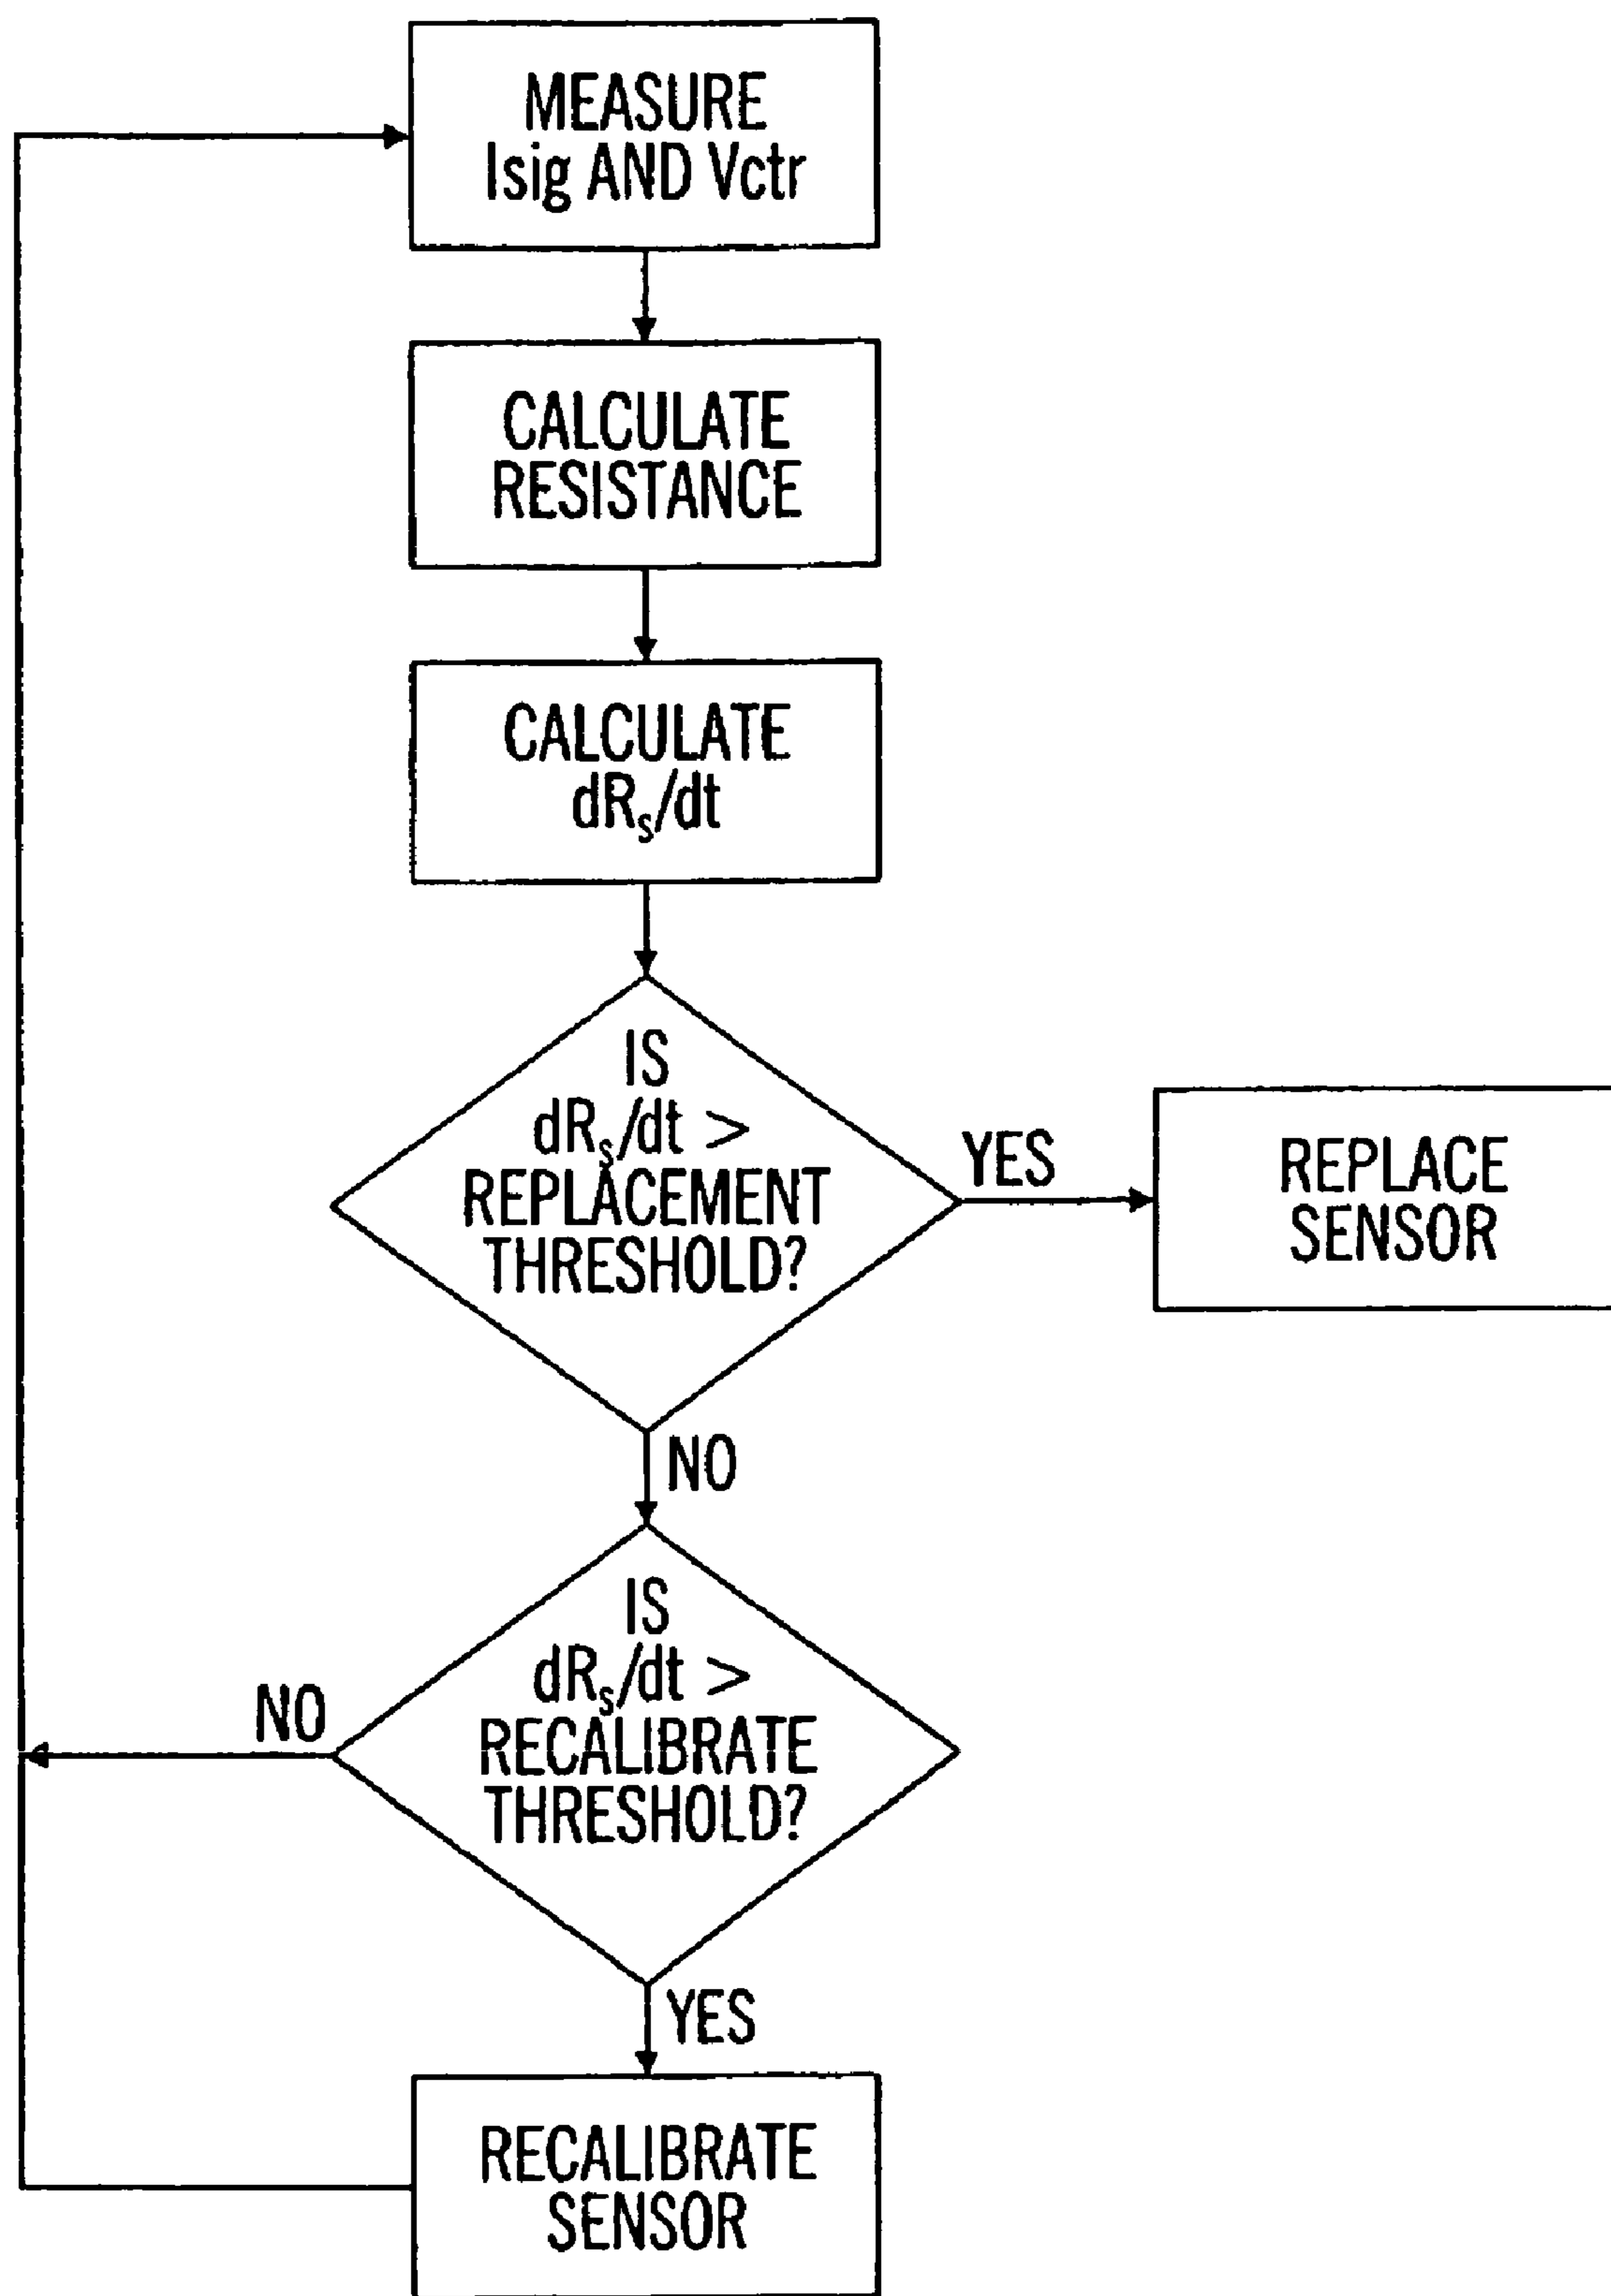 MEASURE
Isig AND Vctr
CALCULATE
RESISTANCE
CALCULATE
dRs/dt
IS
dRs/dt >
REPLACEMENT
THRESHOLD?
YES
REPLACE
SENSOR
NO
IS
dRs/dt >
RECALIBRATE
THRESHOLD?
NO
YES
RECALIBRATE
SENSOR